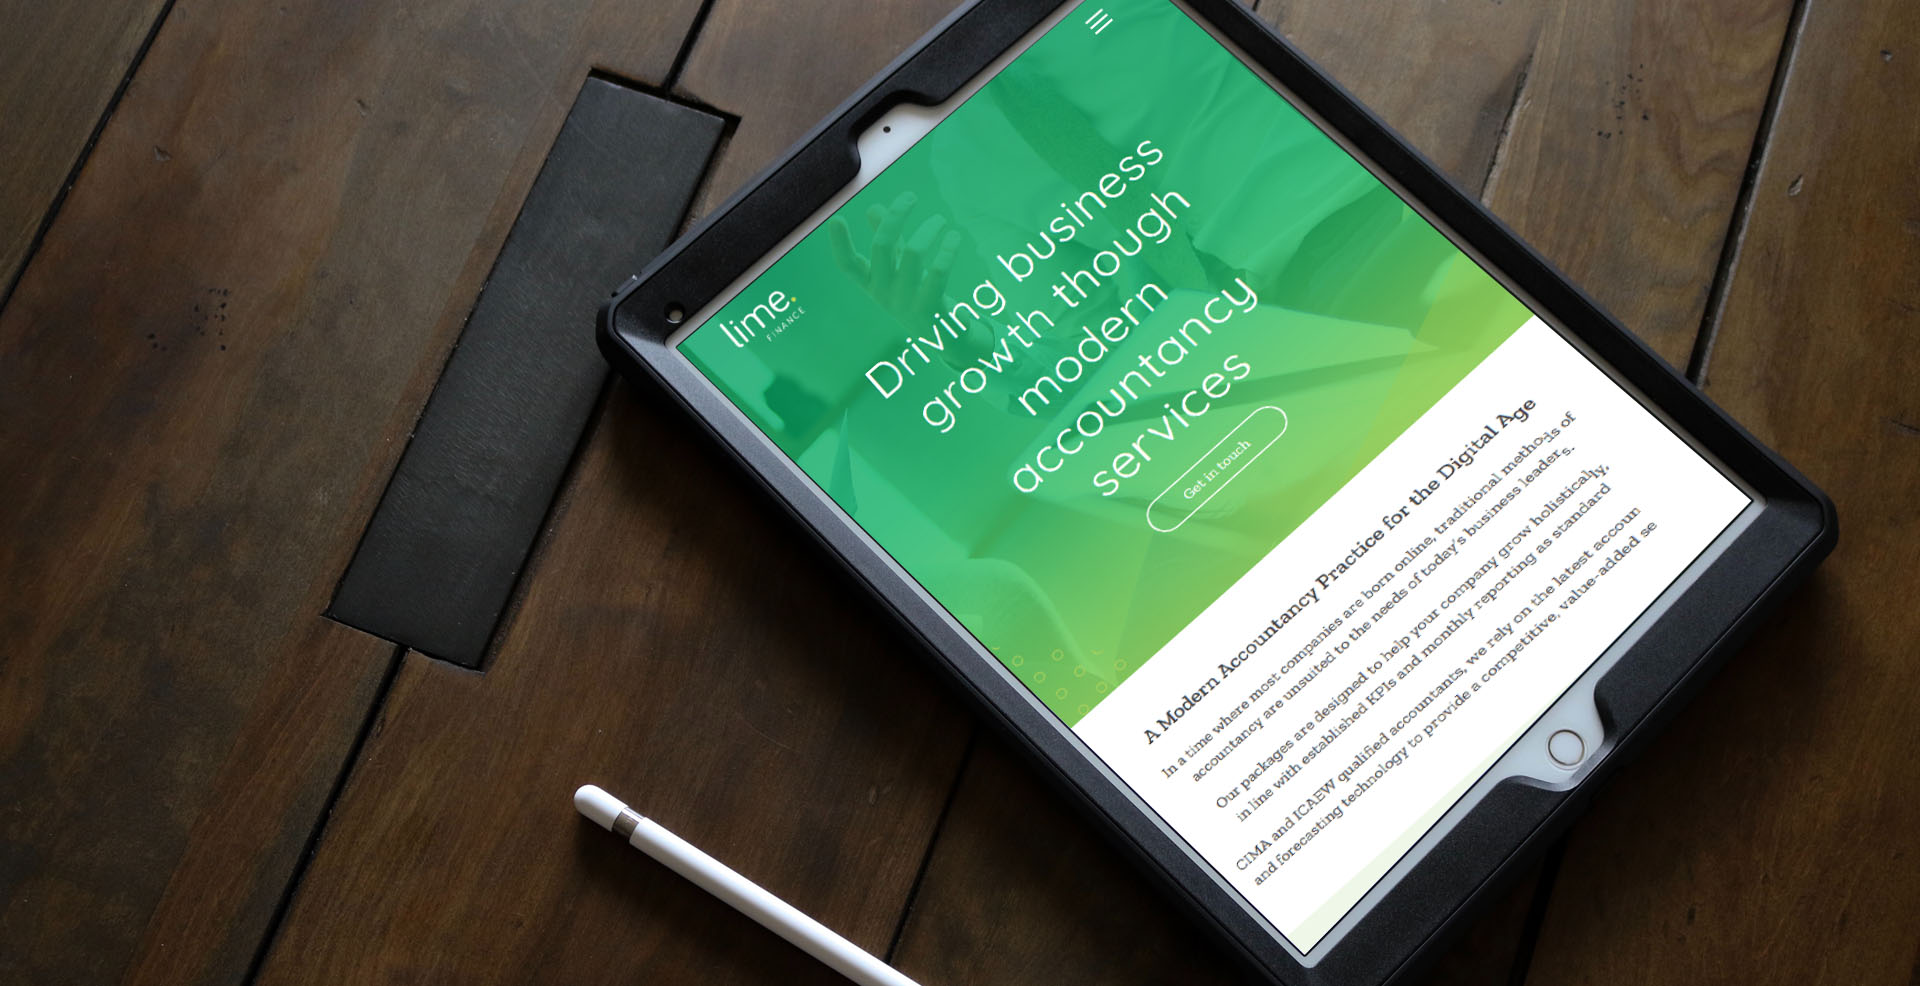 lime.
FINANCE
Driving business
growth though
modern
accountancy
services
Get in touch
A Modern Accountancy Practice for the Digital Age
In a time where most companies are born online, traditional methods of
accountancy are unsuited to the needs of today's business leaders.
Our packages are designed to help your company grow holistically,
in line with established KPIs and monthly reporting as standard
CIMA and ICAEW qualified accountants, we rely on the latest accoun
and forecasting technology to provide a competitive, value-added se